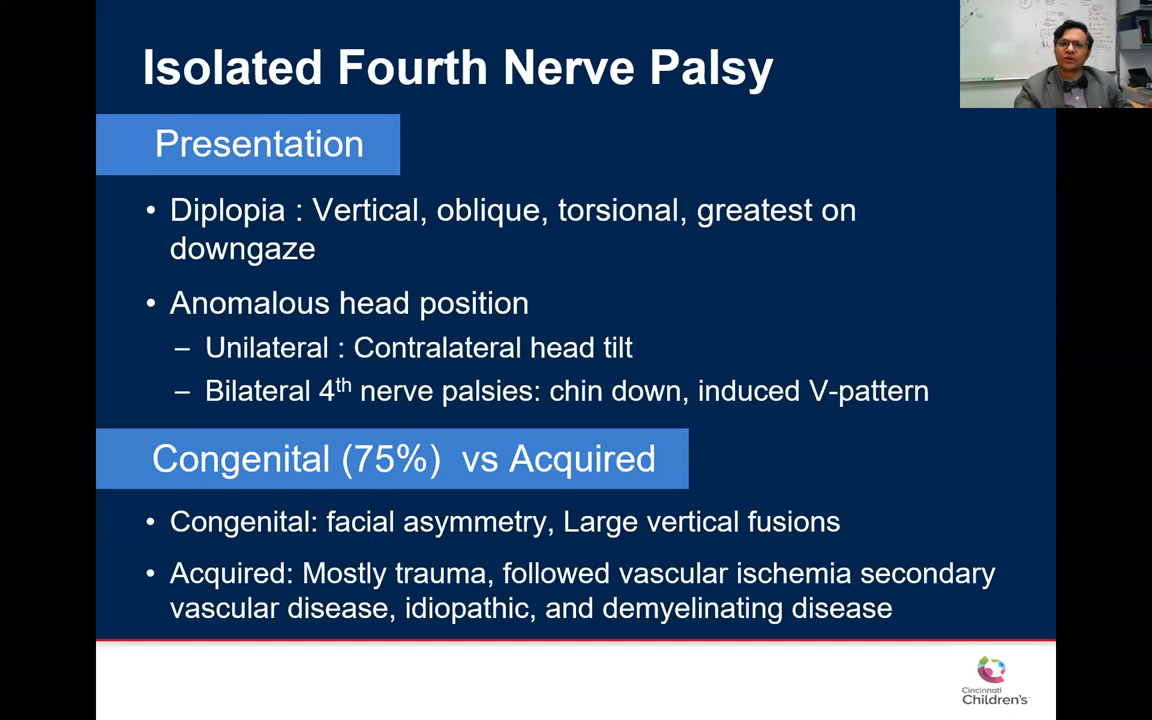 Isolated Fourth Nerve Palsy
Presentation
• Diplopia : Vertical, oblique, torsional, greatest on
downgaze
• Anomalous head position
– Unilateral : Contralateral head tilt
– Bilateral 4th nerve palsies: chin down, induced V-pattern
Congenital (75%) vs Acquired
• Congenital: facial asymmetry, Large vertical fusions
• Acquired: Mostly trauma, followed vascular ischemia secondary
vascular disease, idiopathic, and demyelinating disease
Cincinnati
Children's